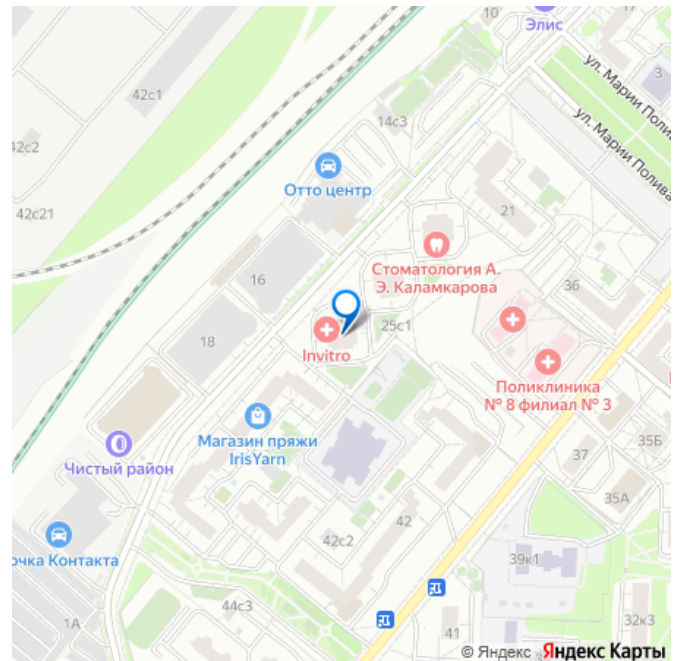 10
Элис
42с1
14с3
ул. Марии Поли
3
ул. Марии Полива
42с2
Отто центр
42с21
21
Стоматология А.
Э. Каламкарова
16
36
18
25с1
Invitro
Поликлиника
№ 8 филиал № 3
Магазин пряжи
IrisYarn
Чистый район
37
35Б
35А
42
42с2
39к1
очка Контакта
44с3
1А
41
32к3
© Яндекс Яндекс Карты